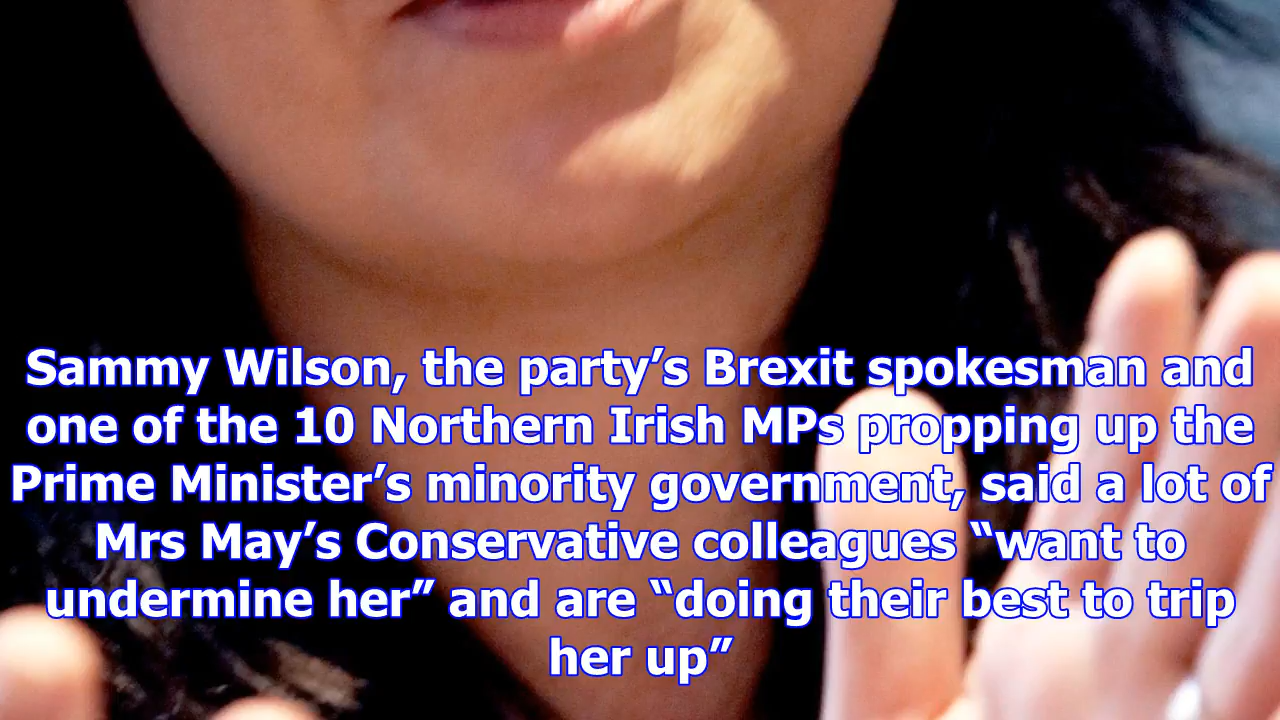 Sammy Wilson, the party’s Brexit spokesman and
one of the 10 Northern Irish MPs propping up the
Prime Minister’s minority government, said a lot of
Mrs May’s Conservative colleagues “want to
undermine her” and are “doing their best to trip
her up”